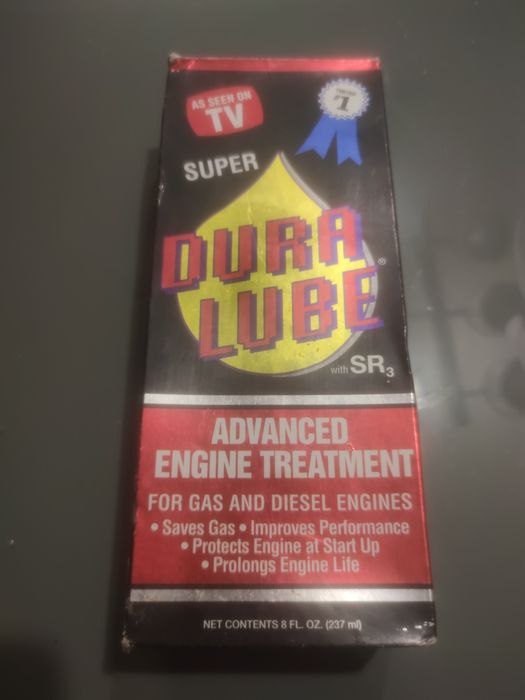 AS SEEN ON
TV
#1
SUPER
DURA
LUBE®
with SR₃
ADVANCED
ENGINE TREATMENT
FOR GAS AND DIESEL ENGINES
• Saves Gas • Improves Performance
• Protects Engine at Start Up
• Prolongs Engine Life
NET CONTENTS 8 FL. OZ. (237 ml)